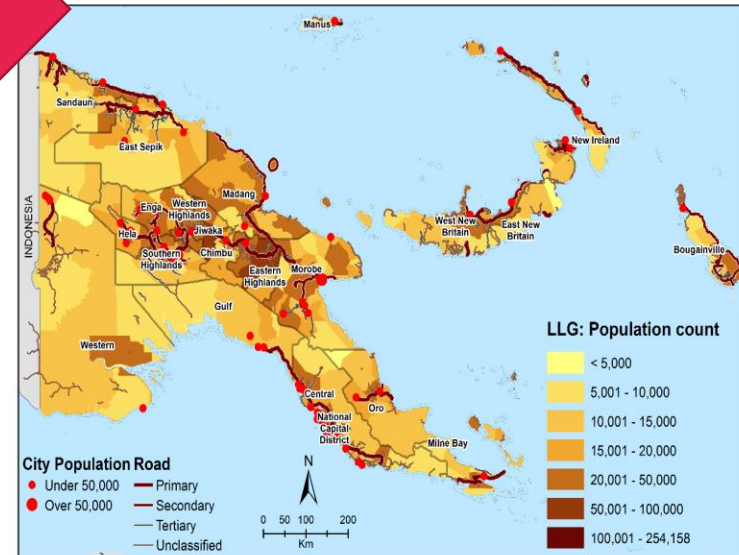 Manus
Sandaun
East Sepik
New Ireland
INDONESIA
Madang
Enga
Western
Highlands
Hela
Jiwaka
Southern
Highlands
Chimbu
Eastern
Highlands
Morobe
West New
Britain
East New
Britain
Bougainville
Gulf
Western
Central
Oro
National
Capital
District
Milne Bay
LLG: Population count
< 5,000
5,001 - 10,000
10,001 - 15,000
15,001 - 20,000
20,001 - 50,000
50,001 - 100,000
100,001 - 254,158
City Population
Under 50,000
Over 50,000
Road
Primary
Secondary
Tertiary
Unclassified
N
0 50 100 200
Km